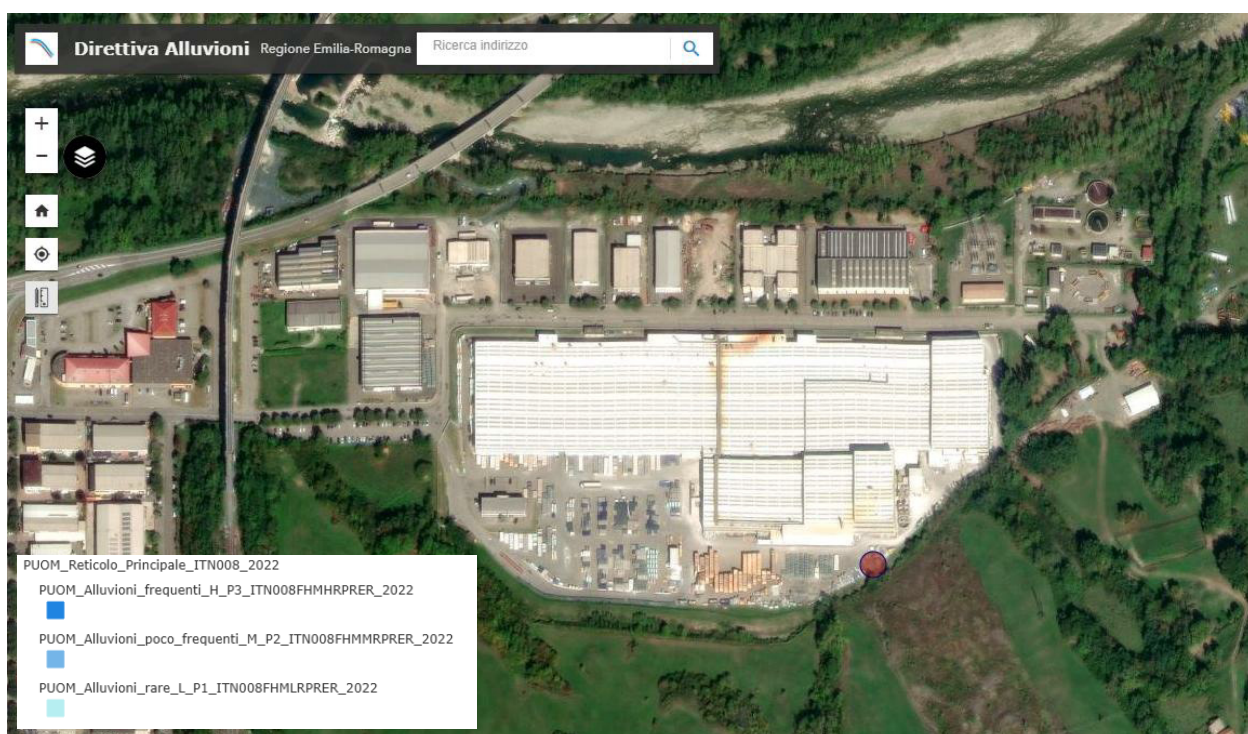 Direttiva Alluvioni Regione Emilia-Romagna Ricerca indirizzo
+
−
PUOM_Reticolo_Principale_ITN008_2022
PUOM_Alluvioni_frequenti_H_P3_ITN008FHMHRPRER_2022
PUOM_Alluvioni_poco_frequenti_M_P2_ITN008FHMMRPRER_2022
PUOM_Alluvioni_rare_L_P1_ITN008FHMLRPRER_2022